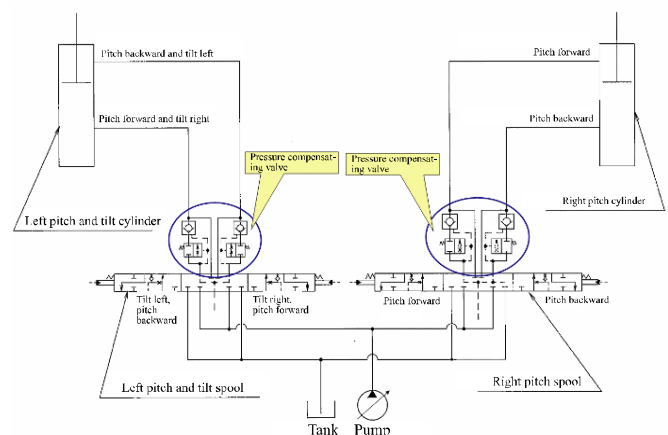 Pitch backward and tilt left
Pitch forward
Pitch forward and tilt right
Pitch backward
Pressure compensat-
ing valve
Pressure compensat-
ing valve
Left pitch and tilt cylinder
Right pitch cylinder
Tilt left,
pitch
backward
Tilt right,
pitch forward
Pitch forward
Pitch backward
Left pitch and tilt spool
Right pitch spool
Tank
Pump